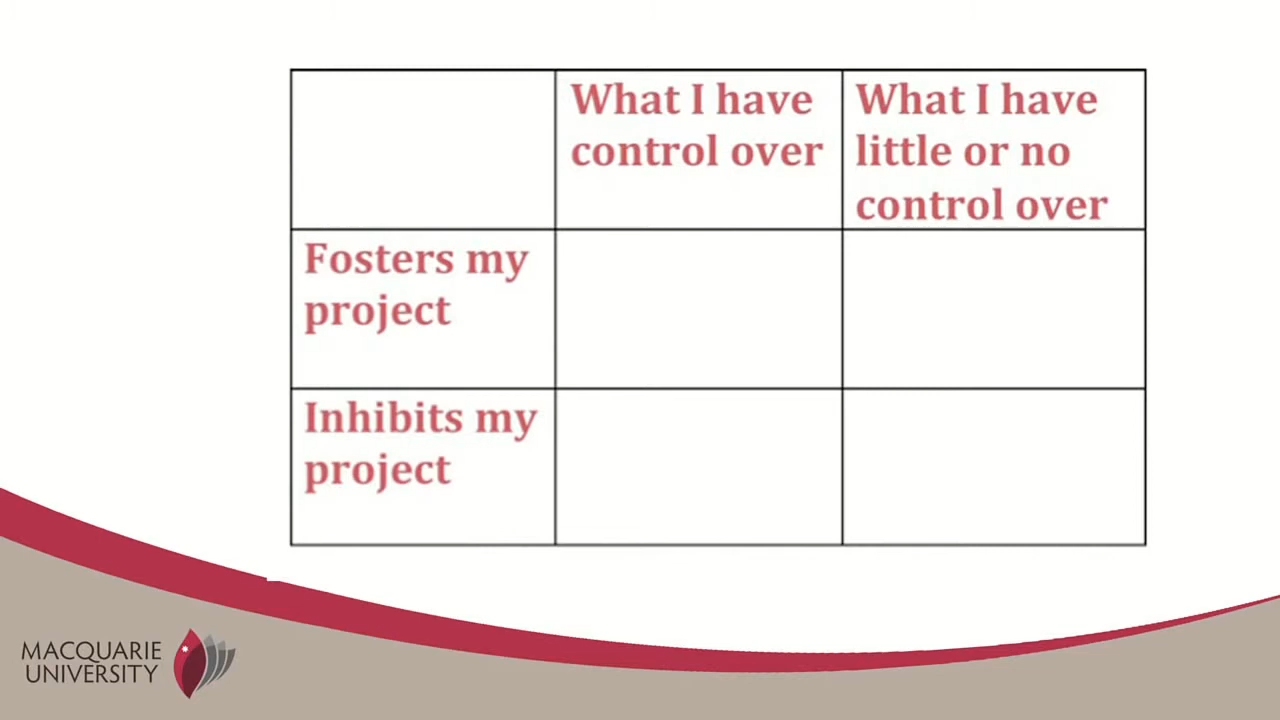 What I have
control over
What I have
little or no
control over
Fosters my
project
Inhibits my
project
MACQUARIE
UNIVERSITY